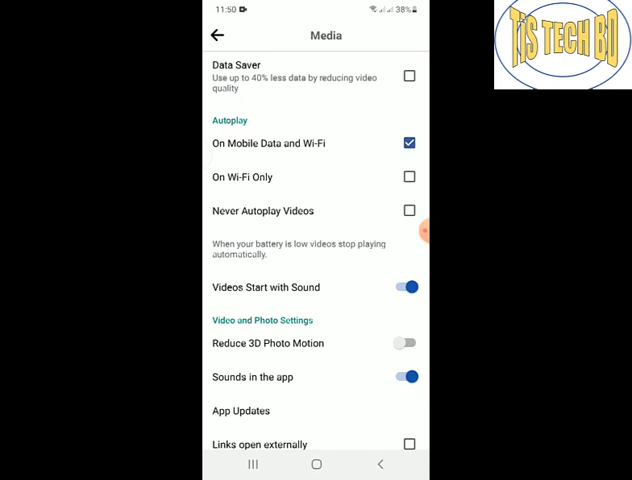 11:50
38%
TIS TECH BD
Media
Data Saver
Use up to 40% less data by reducing video
quality
Autoplay
On Mobile Data and Wi-Fi
On Wi-Fi Only
Never Autoplay Videos
When your battery is low videos stop playing
automatically.
Videos Start with Sound
Video and Photo Settings
Reduce 3D Photo Motion
Sounds in the app
App Updates
Links open externally